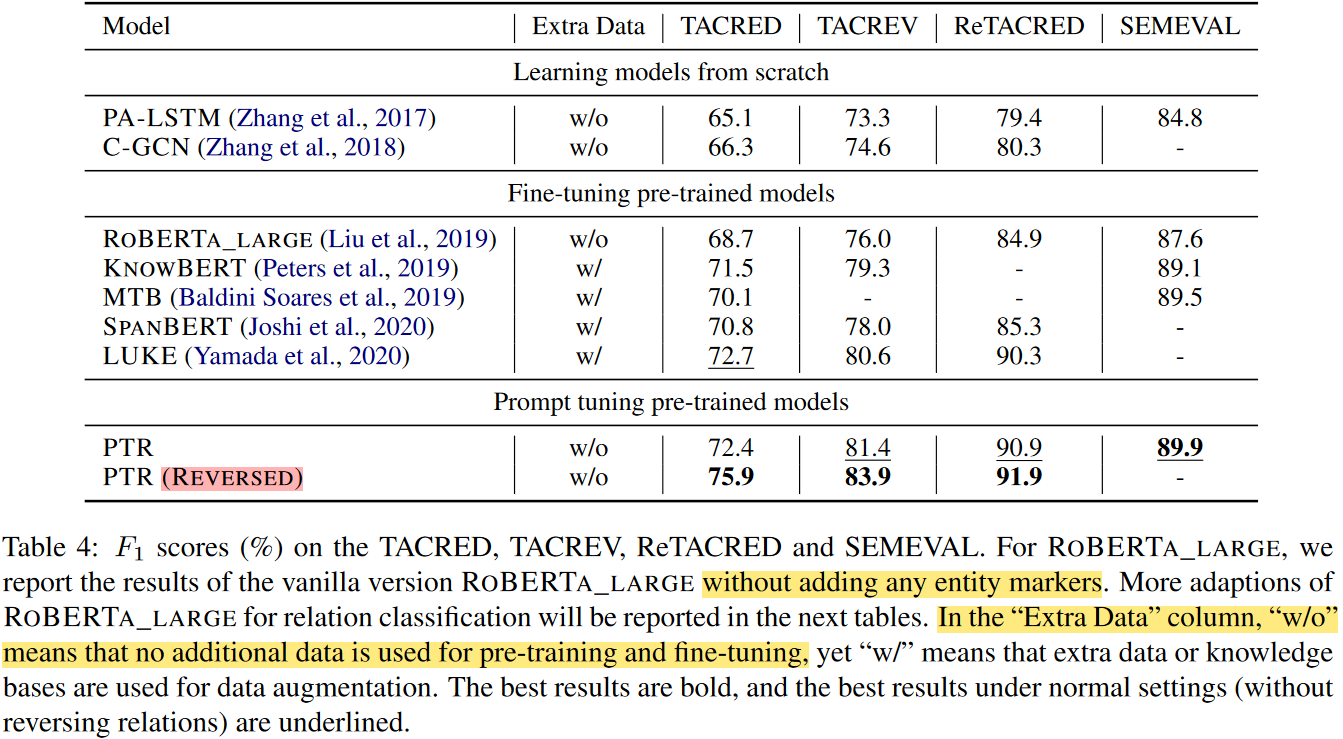 Model Extra Data TACRED TACREV ReTACRED SEMEVAL
Learning models from scratch
PA-LSTM (Zhang et al., 2017) w/o 65.1 73.3 79.4 84.8
C-GCN (Zhang et al., 2018) w/o 66.3 74.6 80.3 -
Fine-tuning pre-trained models
ROBERTA_LARGE (Liu et al., 2019) w/o 68.7 76.0 84.9 87.6
KNOWBERT (Peters et al., 2019) w/ 71.5 79.3 - 89.1
MTB (Baldini Soares et al., 2019) w/ 70.1 - - 89.5
SPANBERT (Joshi et al., 2020) w/ 70.8 78.0 85.3 -
LUKE (Yamada et al., 2020) w/ 72.7 80.6 90.3 -
Prompt tuning pre-trained models
PTR w/o 72.4 81.4 90.9 89.9
PTR (REVERSED) w/o 75.9 83.9 91.9 -
Table 4: F1 scores (%) on the TACRED, TACREV, ReTACRED and SEMEVAL. For ROBERTA_LARGE, we
report the results of the vanilla version ROBERTA_LARGE without adding any entity markers. More adaptions of
ROBERTA_LARGE for relation classification will be reported in the next tables. In the “Extra Data” column, “w/o”
means that no additional data is used for pre-training and fine-tuning, yet “w/” means that extra data or knowledge
bases are used for data augmentation. The best results are bold, and the best results under normal settings (without
reversing relations) are underlined.